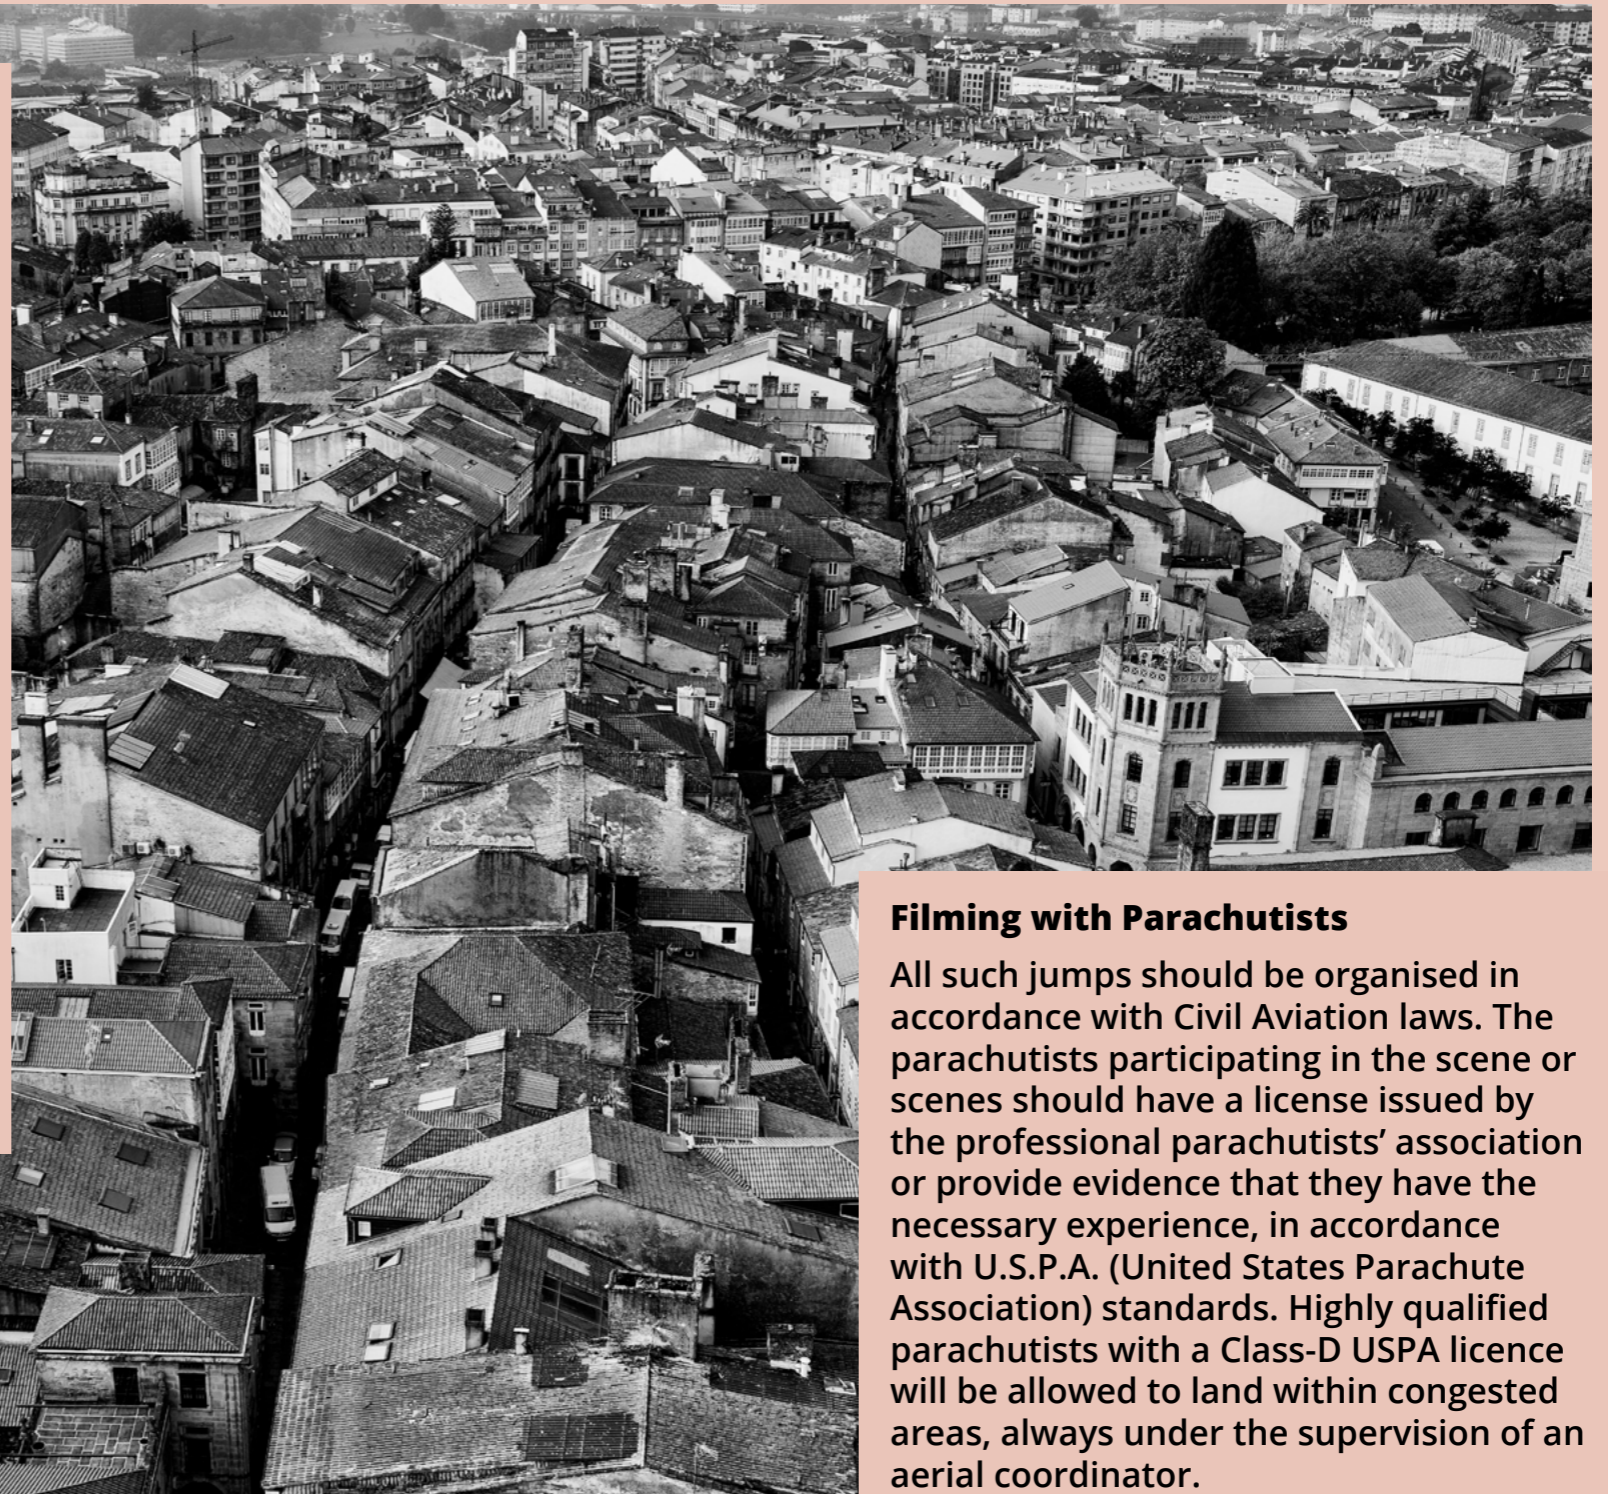 Filming with Parachutists
All such jumps should be organised in
accordance with Civil Aviation laws. The
parachutists participating in the scene or
scenes should have a license issued by
the professional parachutists’ association
or provide evidence that they have the
necessary experience, in accordance
with U.S.P.A. (United States Parachute
Association) standards. Highly qualified
parachutists with a Class-D USPA licence
will be allowed to land within congested
areas, always under the supervision of an
aerial coordinator.